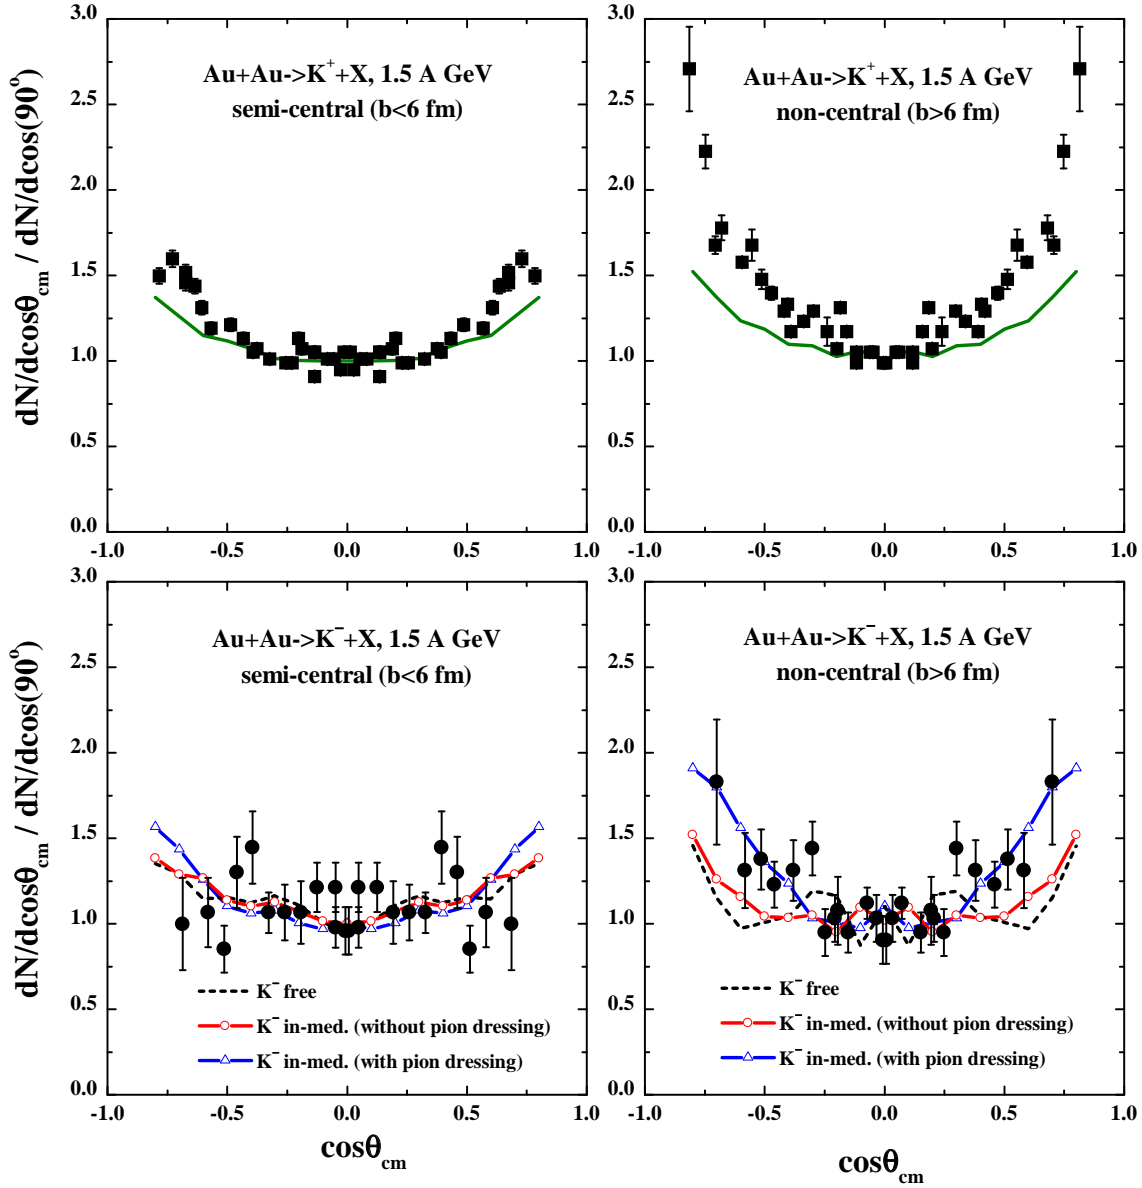 dN/dcosθcm / dN/dcos(90°)
3.0
2.5
2.0
1.5
1.0
0.5
0.0
Au+Au->K⁺+X, 1.5 A GeV
semi-central (b<6 fm)
-1.0 -0.5 0.0 0.5 1.0
3.0
2.5
2.0
1.5
1.0
0.5
0.0
Au+Au->K⁺+X, 1.5 A GeV
non-central (b>6 fm)
-1.0 -0.5 0.0 0.5 1.0
dN/dcosθcm / dN/dcos(90°)
3.0
2.5
2.0
1.5
1.0
0.5
0.0
Au+Au->K⁻+X, 1.5 A GeV
semi-central (b<6 fm)
K⁻ free
K⁻ in-med. (without pion dressing)
K⁻ in-med. (with pion dressing)
-1.0 -0.5 0.0 0.5 1.0
cosθcm
3.0
2.5
2.0
1.5
1.0
0.5
0.0
Au+Au->K⁻+X, 1.5 A GeV
non-central (b>6 fm)
K⁻ free
K⁻ in-med. (without pion dressing)
K⁻ in-med. (with pion dressing)
-1.0 -0.5 0.0 0.5 1.0
cosθcm